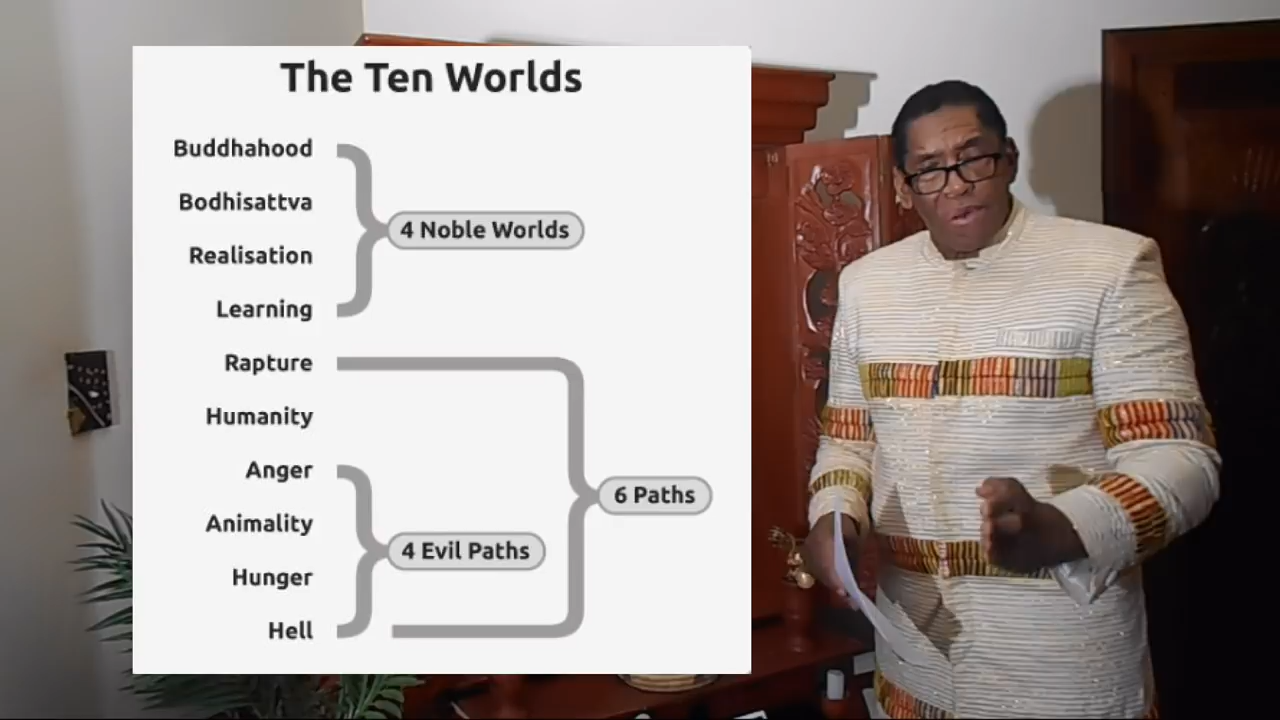 The Ten Worlds
Buddhahood
Bodhisattva
Realisation
Learning
4 Noble Worlds
Rapture
Humanity
Anger
Animality
Hunger
Hell
4 Evil Paths
6 Paths